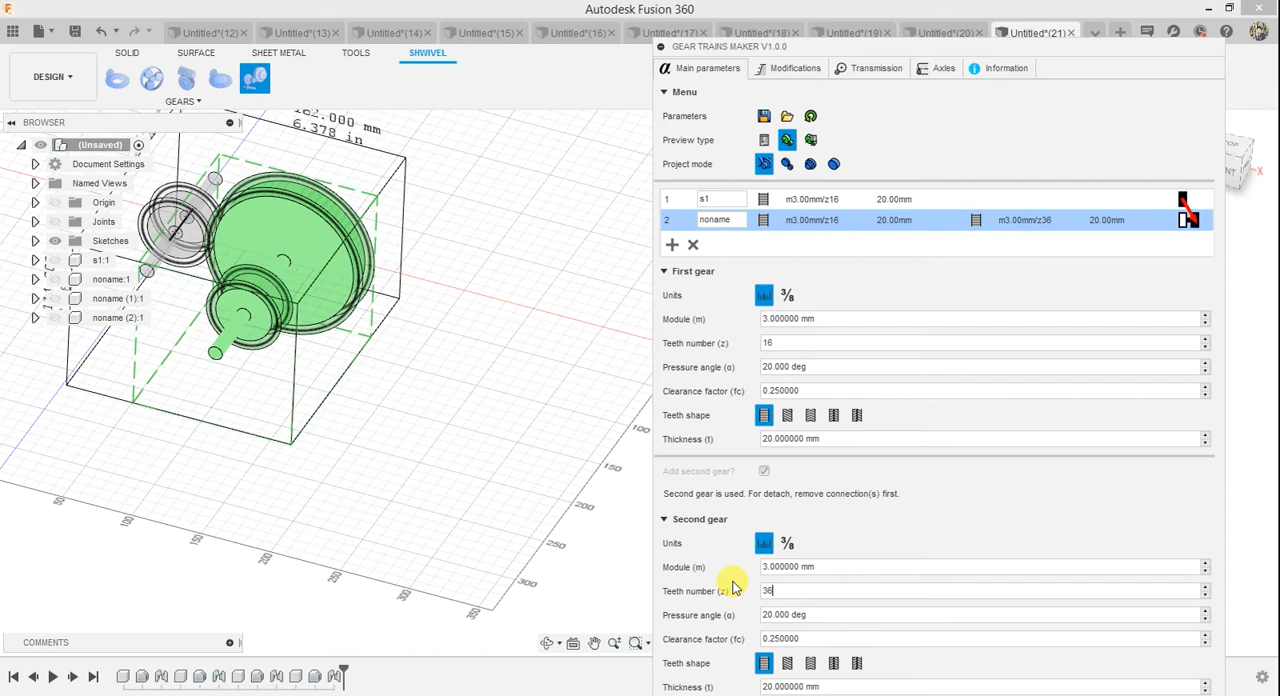 Autodesk Fusion 360
Untitled*(12) Untitled*(13) Untitled*(14) Untitled*(15) Untitled*(16) Untitled*(17) Untitled*(18) Untitled*(19) Untitled*(20) Untitled*(21)
SOLID SURFACE SHEET METAL TOOLS SHWIVEL
DESIGN
GEARS
GEAR TRAINS MAKER V1.0.0
Main parameters Modifications Transmission Axles Information
BROWSER
(Unsaved)
Document Settings
Named Views
Origin
Joints
Sketches
s1:1
noname:1
noname (1):1
noname (2):1
162.000 mm
6.378 in
50
100
150
200
250
300
350
100
150
200
250
300
Menu
Parameters
Preview type
Project mode
1 s1 m3.00mm/z16 20.00mm
2 noname m3.00mm/z16 20.00mm m3.00mm/z36 20.00mm
First gear
Units 3/8
Module (m) 3.000000 mm
Teeth number (z) 16
Pressure angle (α) 20.000 deg
Clearance factor (fc) 0.250000
Teeth shape
Thickness (t) 20.000000 mm
Add second gear?
Second gear is used. For detach, remove connection(s) first.
Second gear
Units 3/8
Module (m) 3.000000 mm
Teeth number (z) 36
Pressure angle (α) 20.000 deg
Clearance factor (fc) 0.250000
Teeth shape
Thickness (t) 20.000000 mm
COMMENTS